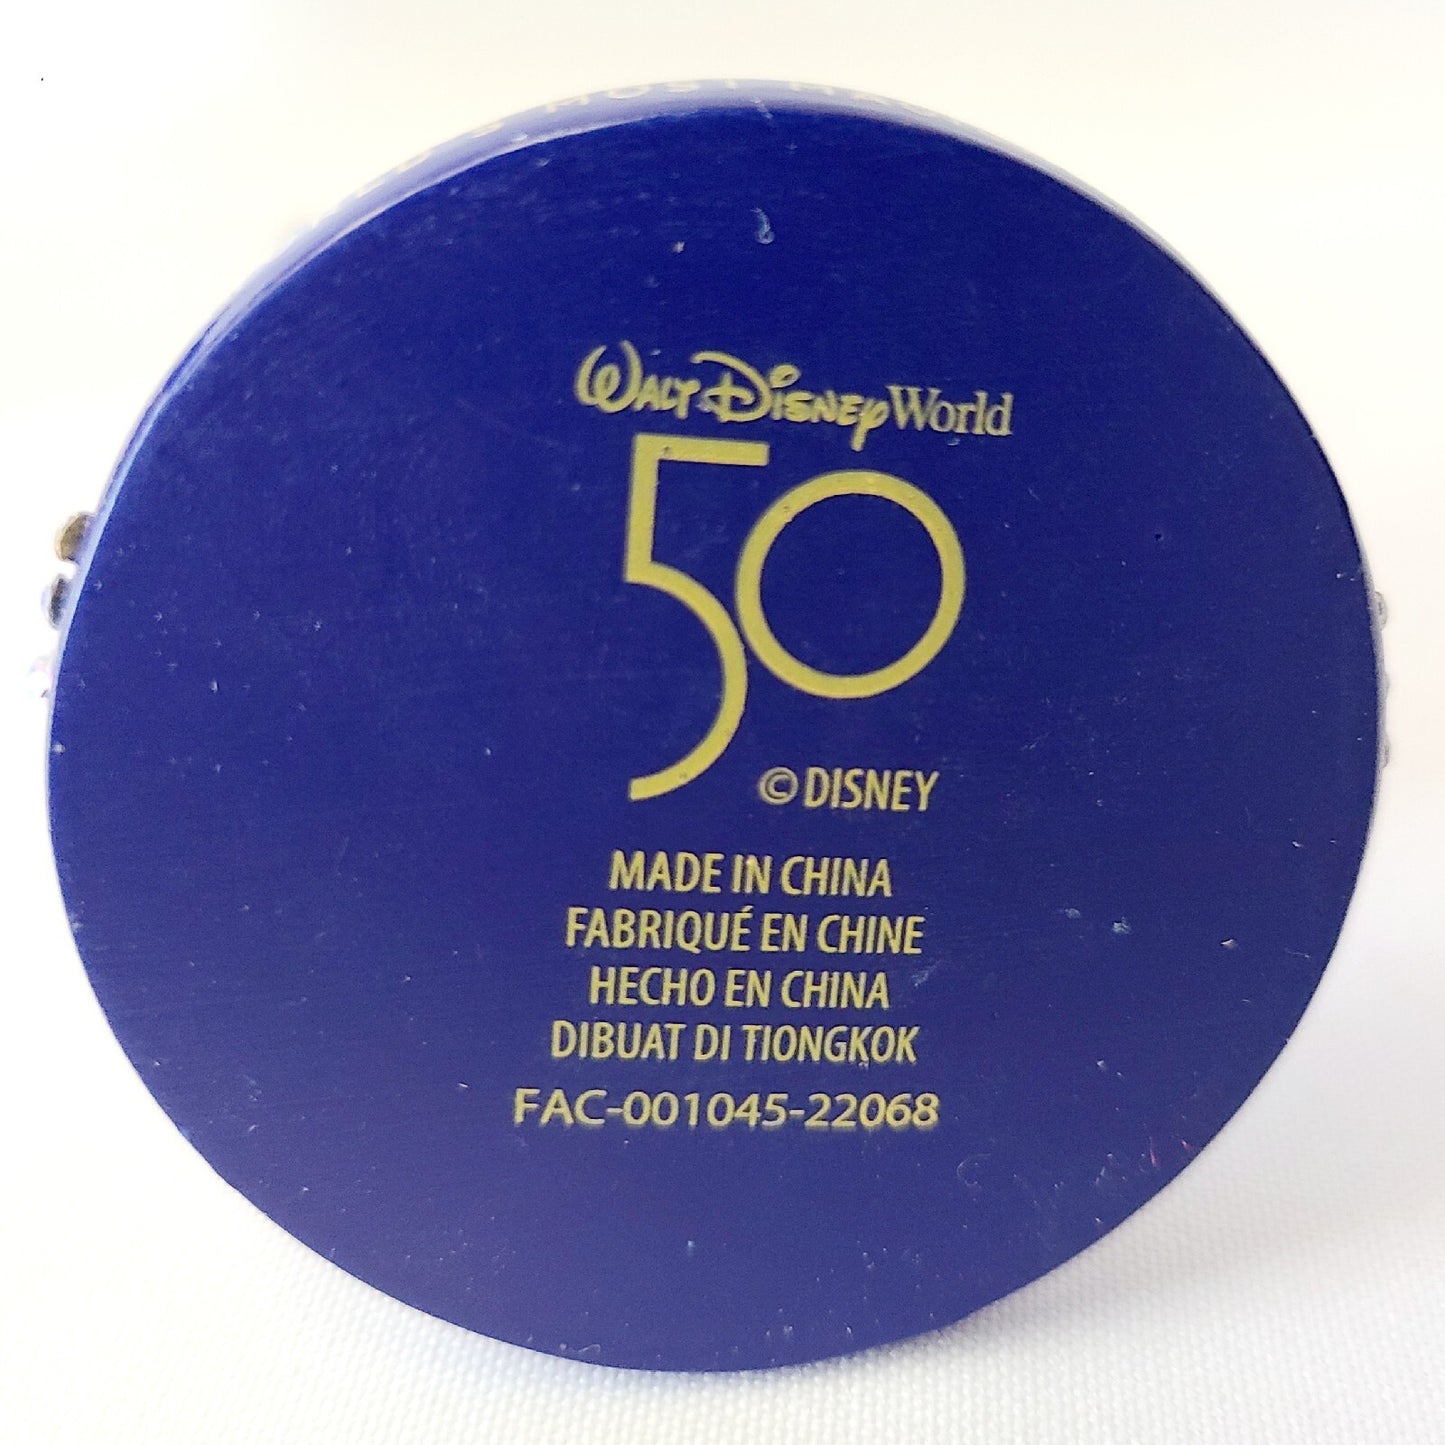 MOST
Walt Disney World
50
© DISNEY
MADE IN CHINA
FABRIQUÉ EN CHINE
HECHO EN CHINA
DIBUAT DI TIONGKOK
FAC-001045-22068